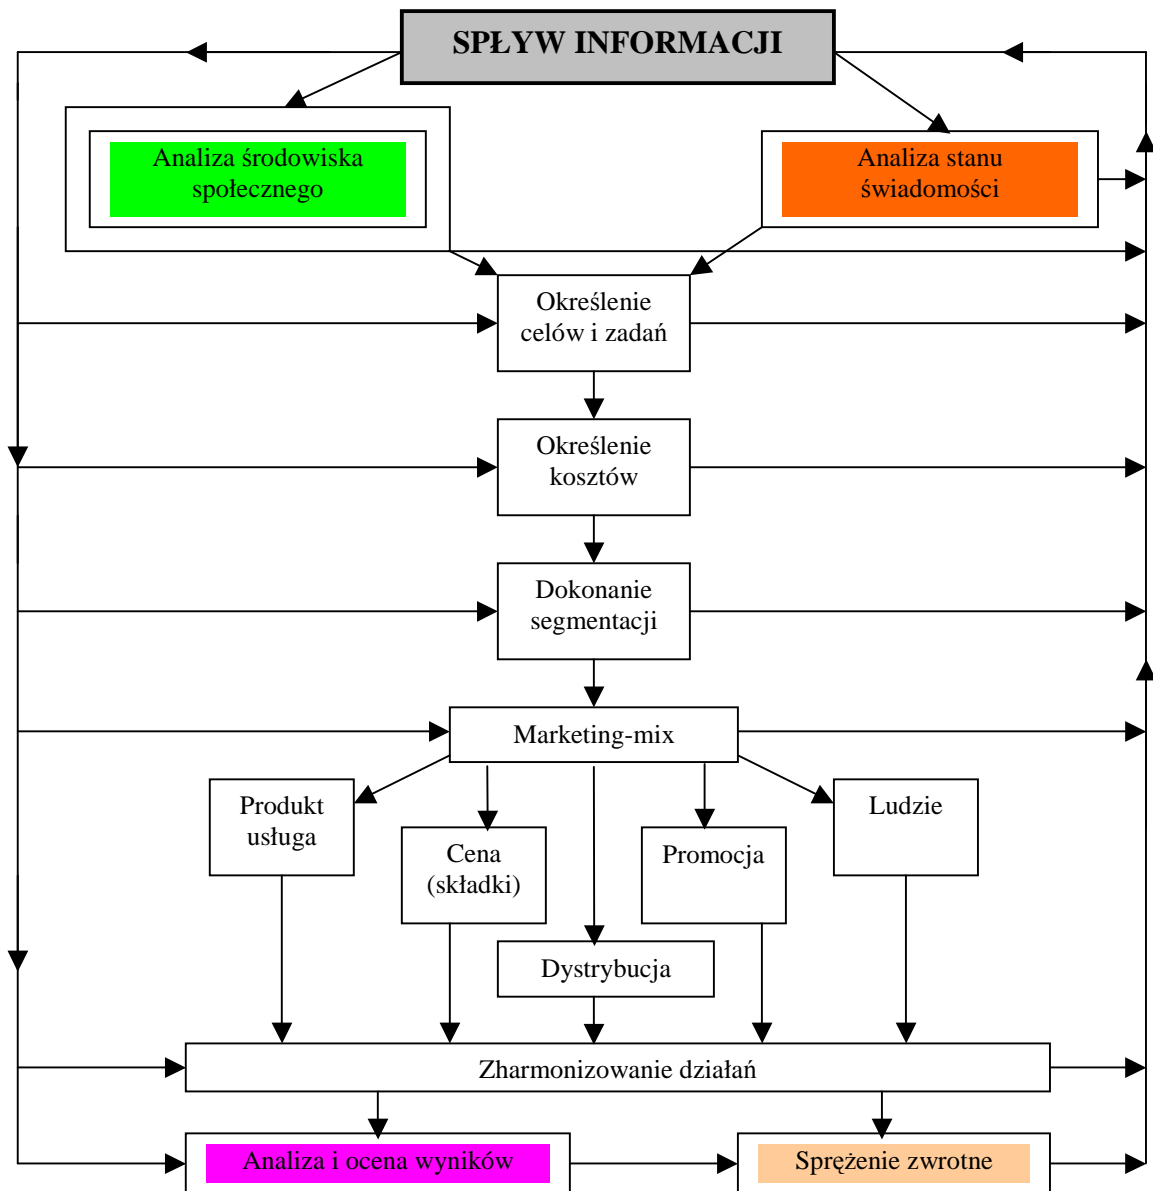 SPŁYW INFORMACJI
Analiza środowiska
społecznego
Analiza stanu
świadomości
Określenie
celów i zadań
Określenie
kosztów
Dokonanie
segmentacji
Marketing-mix
Produkt
usługa
Cena
(składki)
Dystrybucja
Promocja
Ludzie
Zharmonizowanie działań
Analiza i ocena wyników
Sprężenie zwrotne